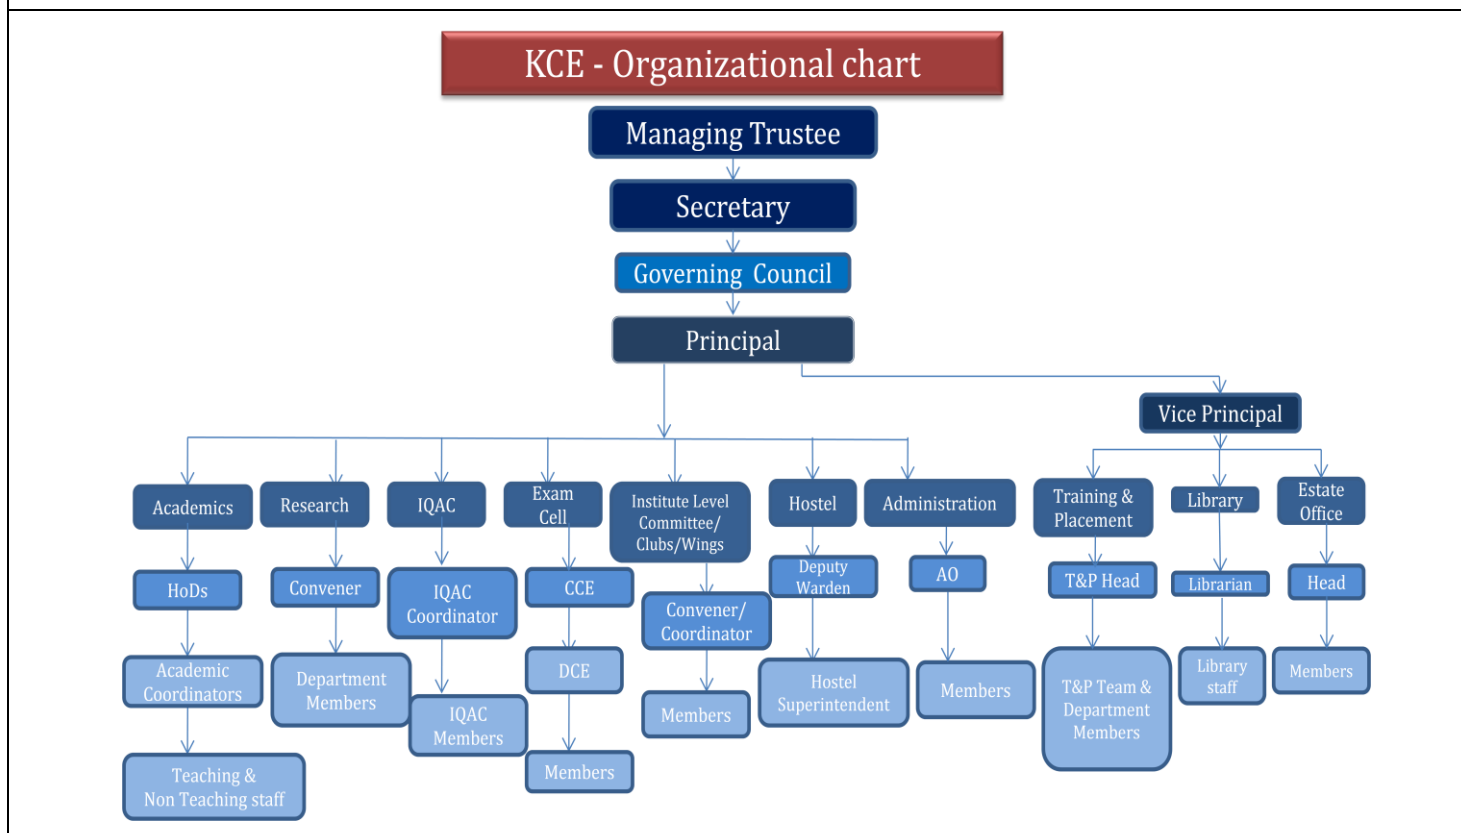 KCE - Organizational chart
Managing Trustee
Secretary
Governing Council
Principal
Vice Principal
Academics
Research
IQAC
Exam
Cell
Institute Level
Committee/
Clubs/Wings
Hostel
Administration
Training &
Placement
Library
Estate
Office
HoDs
Convener
IQAC
Coordinator
CCE
Convener/
Coordinator
Deputy
Warden
AO
T&P Head
Librarian
Head
Academic
Coordinators
Department
Members
IQAC
Members
DCE
Members
Hostel
Superintendent
Members
T&P Team &
Department
Members
Library
staff
Members
Teaching &
Non Teaching staff
Members